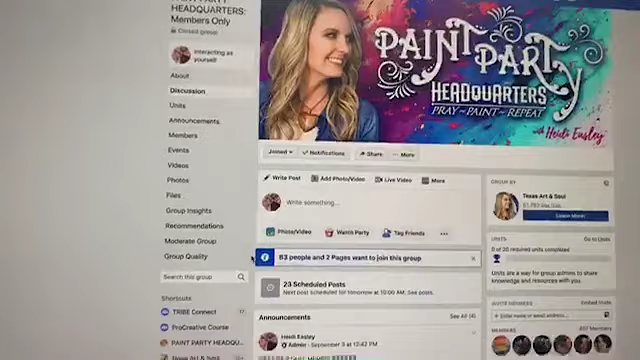 HEADQUARTERS:
Members Only
Closed group
Interacting as
yourself
About
Discussion
Units
Announcements
Members
Events
Videos
Photos
Files
Group Insights
Recommendations
Moderate Group
Group Quality
Search this group
Shortcuts
TRIBE Connect 17
ProCreative Course
PAINT PARTY HEADQU...
PAINT PARTY
HEADQUARTERS
PRAY~PAINT~REPEAT
with Heidi Easley
Joined
Notifications
Share
More
Write Post
Add Photo/Video
Live Video
More
Write something...
Photo/Video
Watch Party
Tag Friends
83 people and 2 Pages want to join this group
23 Scheduled Posts
Next post scheduled for tomorrow at 10:00 AM. See posts.
Announcements
See All (4)
Heidi Easley
Admin · September 3 at 12:42 PM
GROUP BY
Texas Art & Soul
Learn More
UNITS
Go to Units
0 of 20 required units completed
Units are a way for group admins to share
knowledge and resources with you.
INVITE MEMBERS
Embed Invite
+ Enter name or email address...
MEMBERS